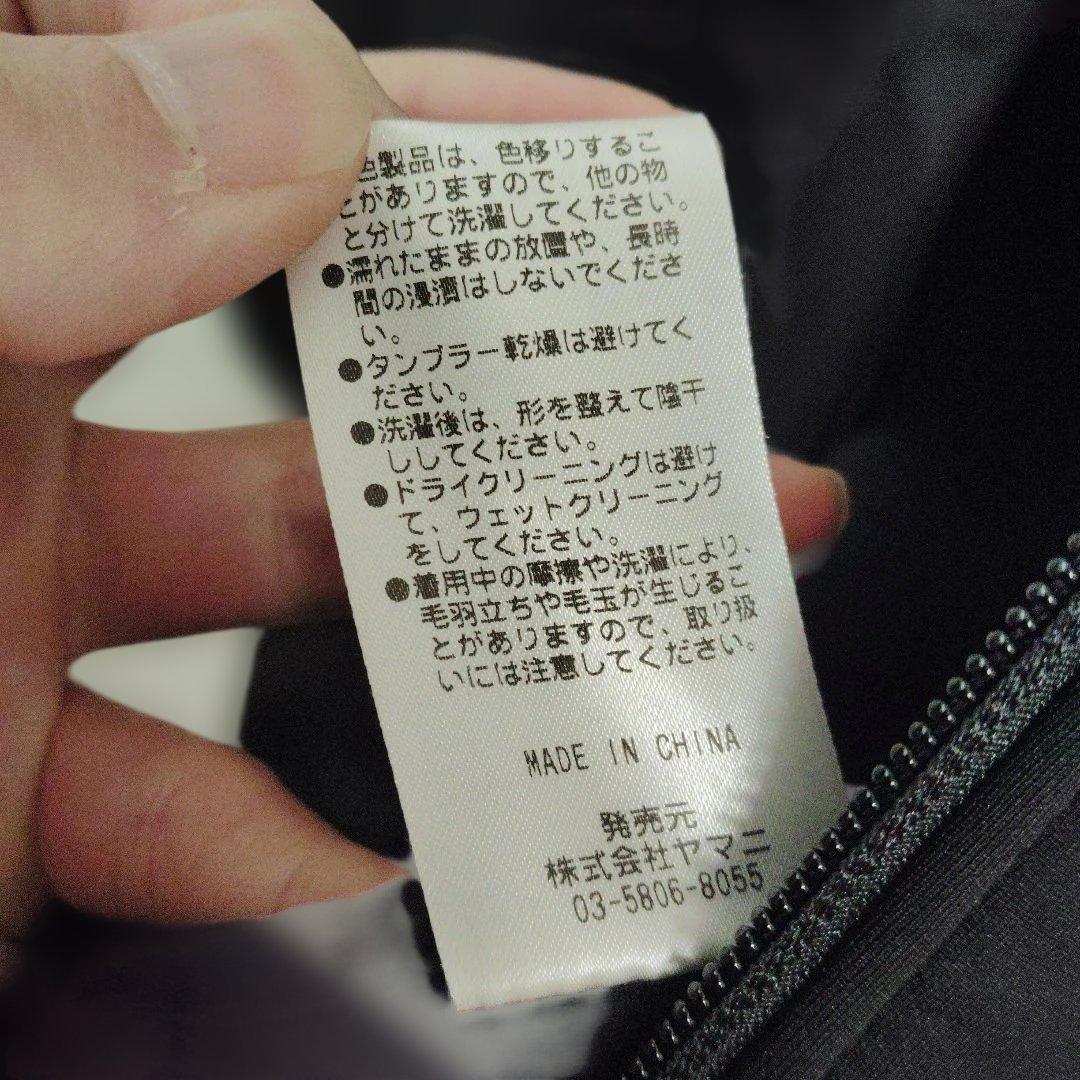 色製品は、色移りするこ
とがありますので、他の物
と分けて洗濯してください。
●濡れたままの放置や、長時
間の浸漬はしないでくださ
い。
●タンブラー乾燥は避けてく
ださい。
●洗濯後は、形を整えて陰干
ししてください。
●ドライクリーニングは避け
て、ウェットクリーニング
をしてください。
●着用中の摩擦や洗濯により、
毛羽立ちや毛玉が生じるこ
とがありますので、取り扱
いには注意してください。
MADE IN CHINA
発売元
株式会社ヤマニ
03-5806-8055